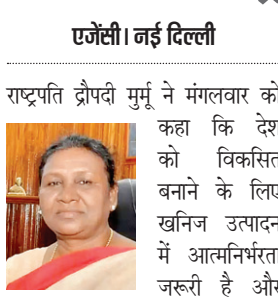 एजेंसी। नई दिल्ली
राष्ट्रपति द्रौपदी मुर्मू ने मंगलवार को
कहा कि देश
को विकसित
बनाने के लिए
खनिज उत्पादन
में आत्मनिर्भरता
जरूरी है और